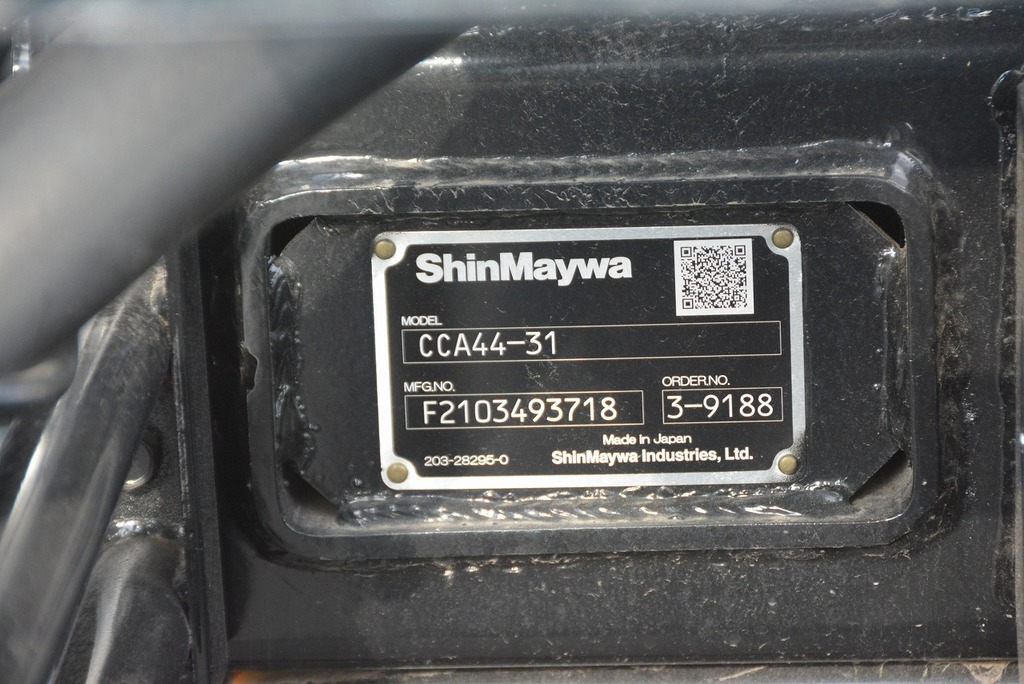 ShinMaywa
MODEL
CCA44-31
MFG.NO.
F2103493718
ORDER.NO.
3-9188
Made in Japan
203-28295-0
ShinMaywa Industries, Ltd.